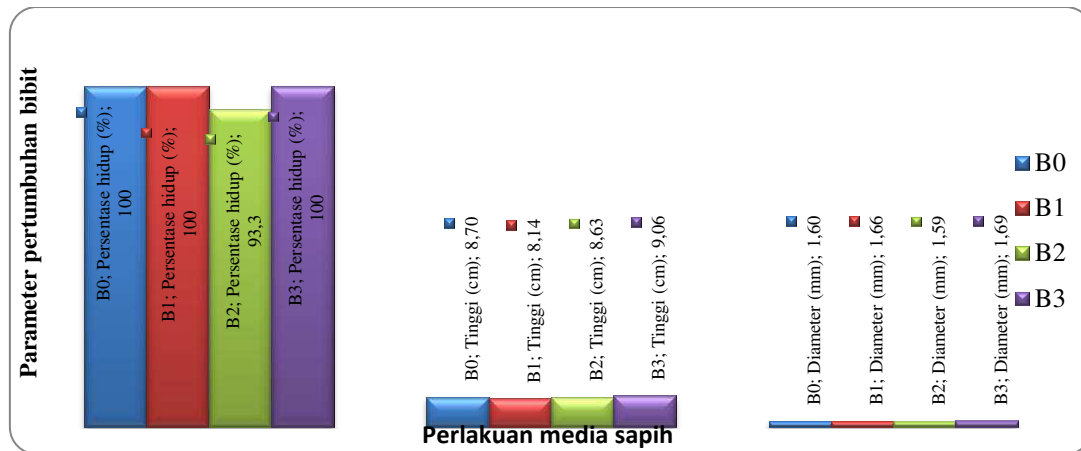 Parameter pertumbuhan bibit
B0; Persentase hidup (%);
100
B1; Persentase hidup (%);
100
B2; Persentase hidup (%);
93,3
B3; Persentase hidup (%);
100
B0; Tinggi (cm); 8,70
B1; Tinggi (cm); 8,14
B2; Tinggi (cm); 8,63
B3; Tinggi (cm); 9,06
B0; Diameter (mm); 1,60
B1; Diameter (mm); 1,66
B2; Diameter (mm); 1,59
B3; Diameter (mm); 1,69
B0
B1
B2
B3
Perlakuan media sapih